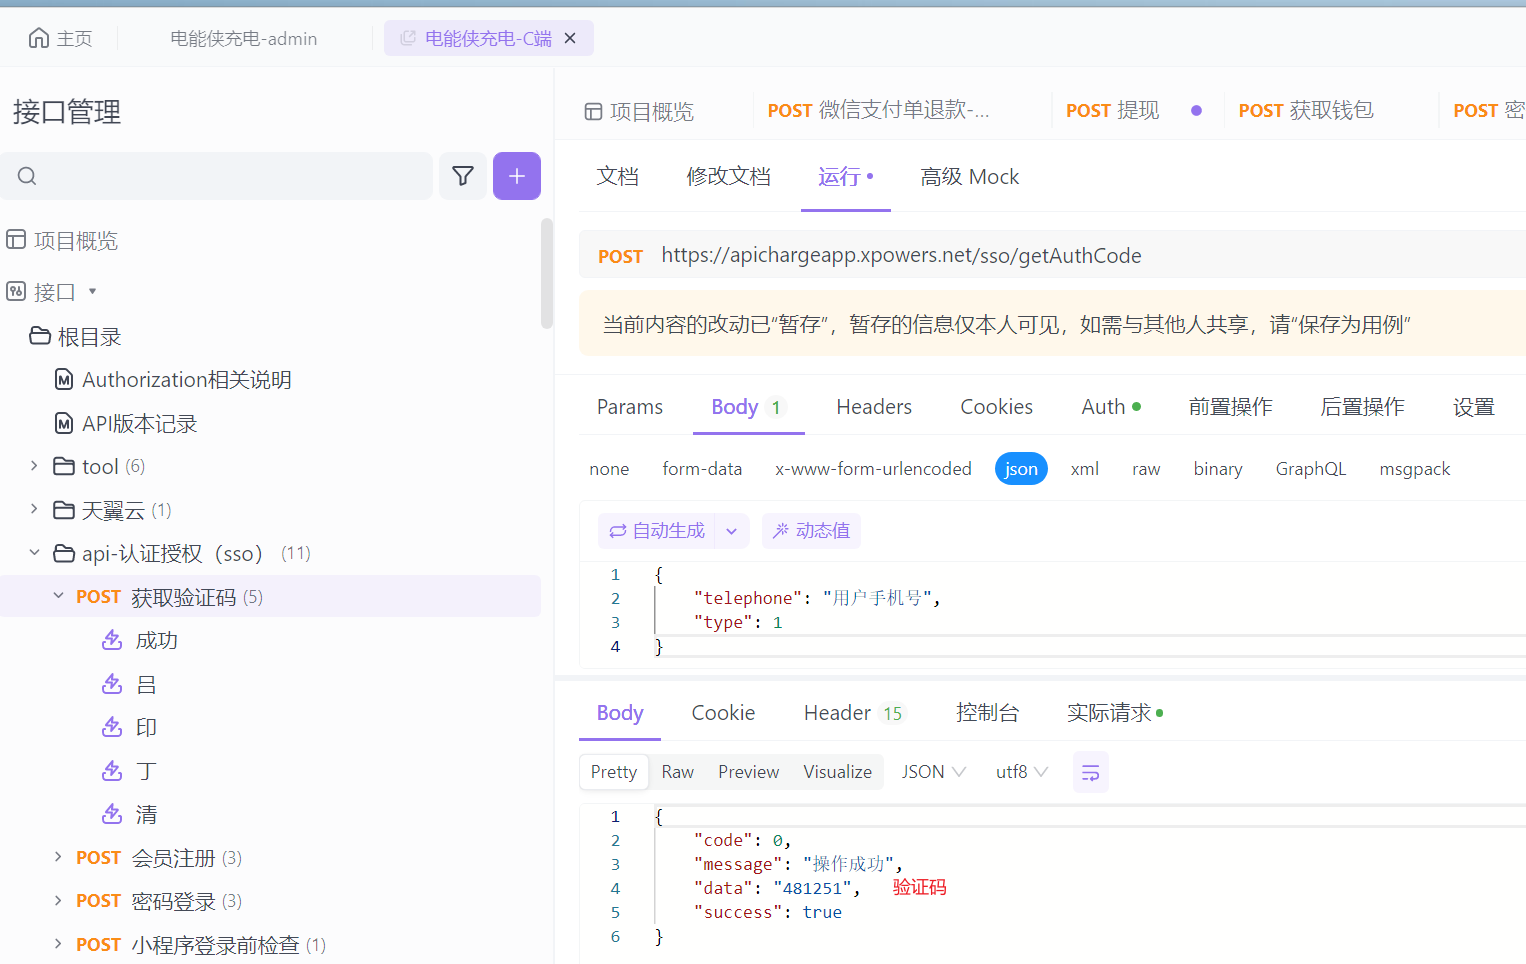 主页
电能侠充电-admin
电能侠充电-C端
接口管理
项目概览
接口
根目录
Authorization相关说明
API版本记录
tool (6)
天翼云 (1)
api-认证授权（sso） (11)
POST 获取验证码 (5)
成功
吕
印
丁
清
POST 会员注册 (3)
POST 密码登录 (3)
POST 小程序登录前检查 (1)
项目概览
POST 微信支付单退款-...
POST 提现
POST 获取钱包
POST 密
文档
修改文档
运行
高级 Mock
POST https://apichargeapp.xpowers.net/sso/getAuthCode
当前内容的改动已“暂存”，暂存的信息仅本人可见，如需与其他人共享，请“保存为用例”
Params
Body 1
Headers
Cookies
Auth
前置操作
后置操作
设置
none
form-data
x-www-form-urlencoded
json
xml
raw
binary
GraphQL
msgpack
自动生成
动态值
1 {
2 "telephone": "用户手机号",
3 "type": 1
4 }
Body
Cookie
Header 15
控制台
实际请求
Pretty
Raw
Preview
Visualize
JSON
utf8
1 {
2 "code": 0,
3 "message": "操作成功",
4 "data": "481251", 验证码
5 "success": true
6 }